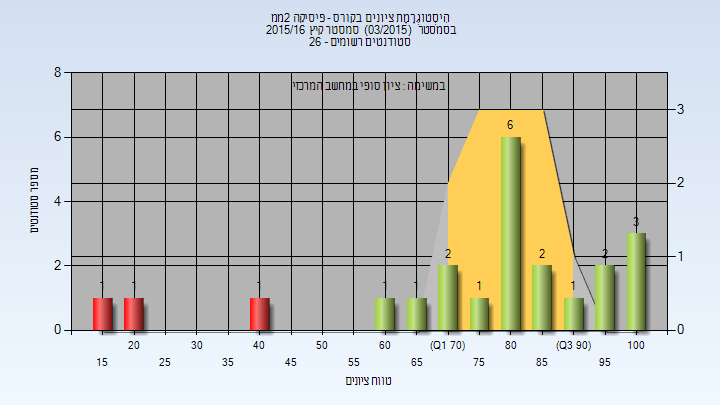 היסטוגרמת ציונים בקורס - פיסיקה 2ממ
בסמסטר (03/2015) סמסטר קיץ 2015/16
סטודנטים רשומים - 26
במשימה : ציון סופי במחשב המרכזי
מספר סטודנטים
8
6
4
2
0
3
2
1
0
1 1 1 1 1 2 1 6 2 1 2 3
20 30 40 50 60 (Q1 70) 80 (Q3 90) 100
15 25 35 45 55 65 75 85 95
טווח ציונים